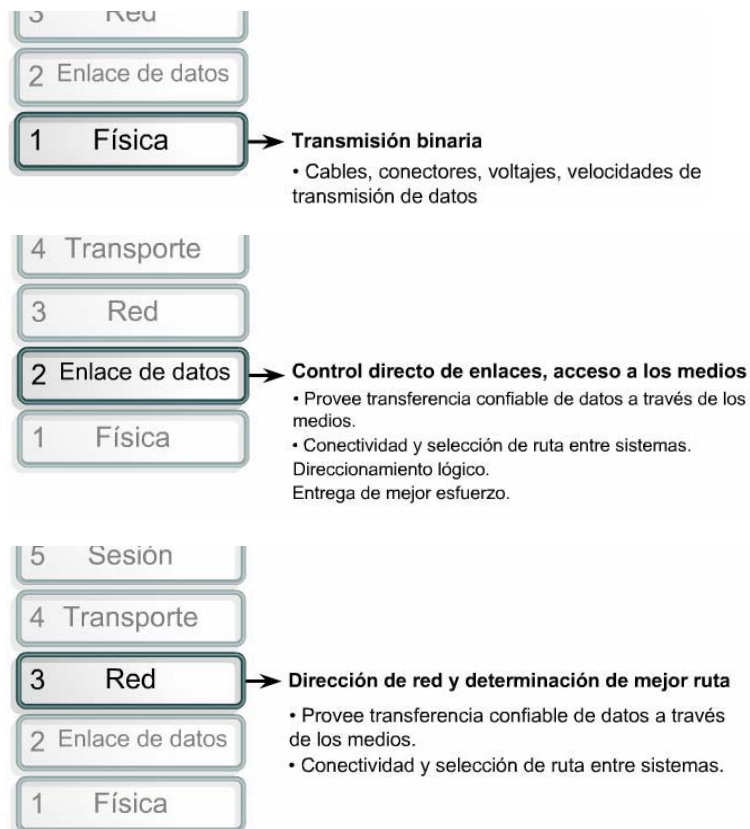 3 Red
2 Enlace de datos
1 Física
Transmisión binaria
• Cables, conectores, voltajes, velocidades de
transmisión de datos
4 Transporte
3 Red
2 Enlace de datos
1 Física
Control directo de enlaces, acceso a los medios
• Provee transferencia confiable de datos a través de los
medios.
• Conectividad y selección de ruta entre sistemas.
Direccionamiento lógico.
Entrega de mejor esfuerzo.
5 Sesión
4 Transporte
3 Red
2 Enlace de datos
1 Física
Dirección de red y determinación de mejor ruta
• Provee transferencia confiable de datos a través
de los medios.
• Conectividad y selección de ruta entre sistemas.